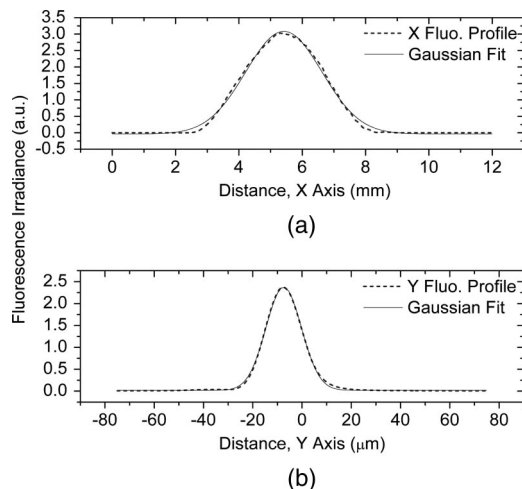 (a)
3.5
3.0
2.5
2.0
1.5
1.0
0.5
0.0
-0.5
X Fluo. Profile
Gaussian Fit
0 2 4 6 8 10 12
Distance, X Axis (mm)
(a)
Fluorescence Irradiance (a.u.)
2.5
2.0
1.5
1.0
0.5
0.0
Y Fluo. Profile
Gaussian Fit
-80 -60 -40 -20 0 20 40 60 80
Distance, Y Axis (μm)
(b)